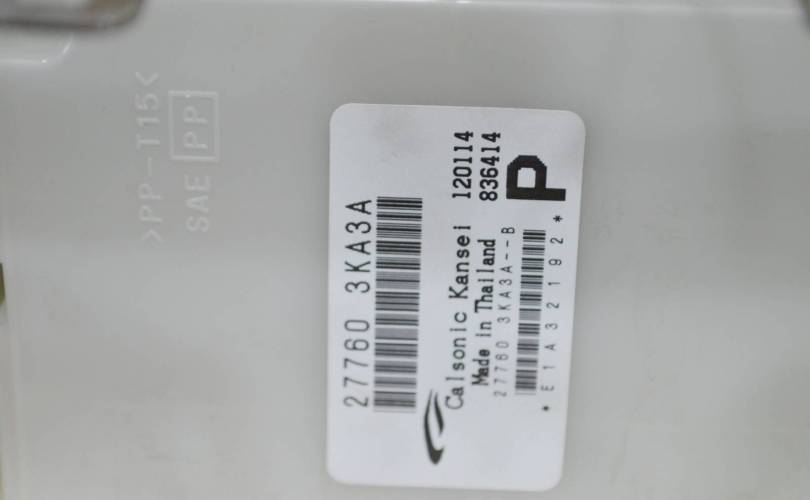 >PP-T15<
SAE PP
27760 3KA3A
Calsonic Kansei 120114
Made in Thailand 836414
27760 3KA3A--B
P
*E1A32192*